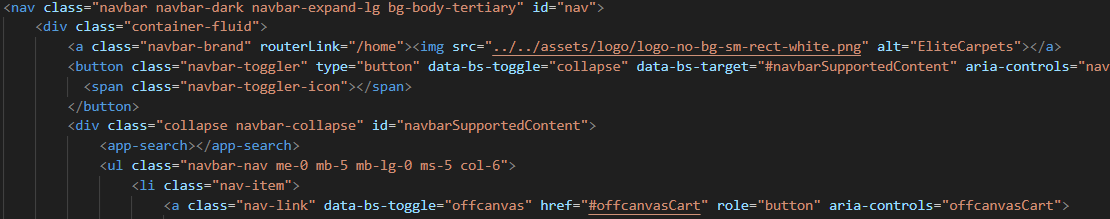 <nav class="navbar navbar-dark navbar-expand-lg bg-body-tertiary" id="nav">
<div class="container-fluid">
<a class="navbar-brand" routerLink="/home"><img src="../../assets/logo/logo-no-bg-sm-rect-white.png" alt="EliteCarpets"></a>
<button class="navbar-toggler" type="button" data-bs-toggle="collapse" data-bs-target="#navbarSupportedContent" aria-controls="nav
<span class="navbar-toggler-icon"></span>
</button>
<div class="collapse navbar-collapse" id="navbarSupportedContent">
<app-search></app-search>
<ul class="navbar-nav me-0 mb-5 mb-lg-0 ms-5 col-6">
<li class="nav-item">
<a class="nav-link" data-bs-toggle="offcanvas" href="#offcanvasCart" role="button" aria-controls="offcanvasCart">